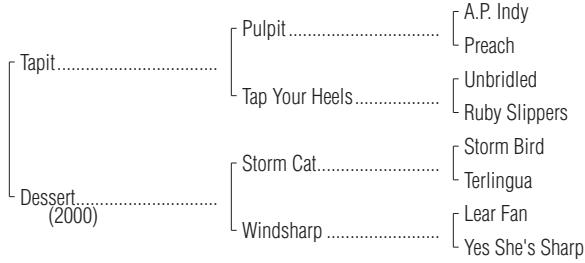 A.P. Indy
Pulpit
Preach
Tapit
Unbridled
Tap Your Heels
Ruby Slippers
Storm Bird
Storm Cat
Terlingua
Dessert
(2000)
Lear Fan
Windsharp
Yes She's Sharp